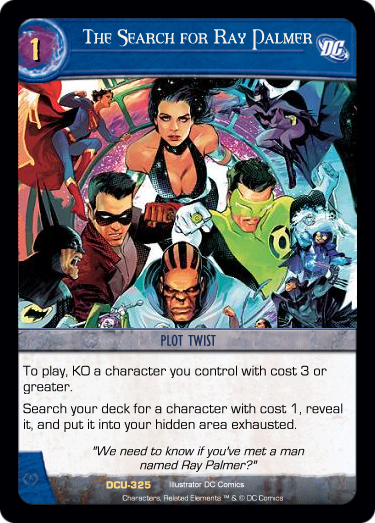 1
The Search for Ray Palmer
DC
PLOT TWIST
To play, KO a character you control with cost 3 or
greater.
Search your deck for a character with cost 1, reveal
it, and put it into your hidden area exhausted.
"We need to know if you've met a man
named Ray Palmer?"
DCU-325 Illustrator DC Comics
Characters, Related Elements ™ & © DC Comics